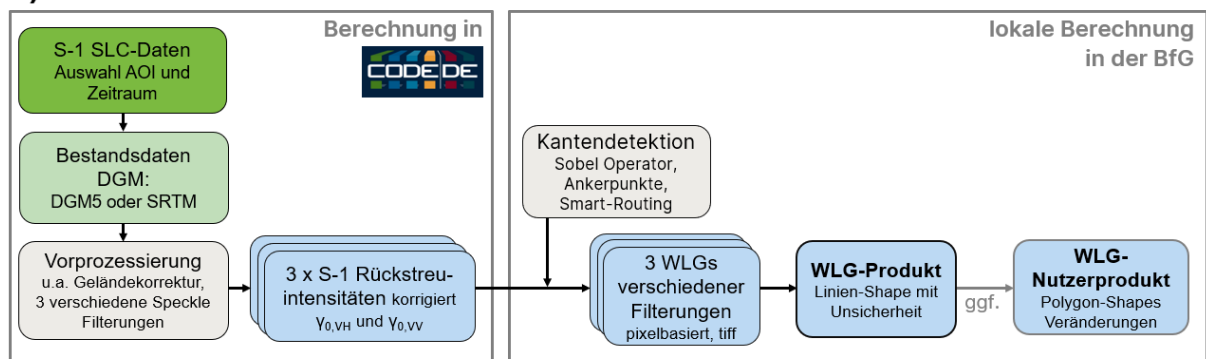 Berechnung in
CODE DE
S-1 SLC-Daten
Auswahl AOI und
Zeitraum
Bestandsdaten
DGM:
DGM5 oder SRTM
Vorprozessierung
u.a. Geländekorrektur,
3 verschiedene Speckle
Filterungen
3 x S-1 Rückstreu-
intensitäten korrigiert
γ0,VH und γ0,VV
lokale Berechnung
in der BfG
Kantendetektion
Sobel Operator,
Ankerpunkte,
Smart-Routing
3 WLGs
verschiedener
Filterungen
pixelbasiert, tiff
WLG-Produkt
Linien-Shape mit
Unsicherheit
ggf.
WLG-
Nutzerprodukt
Polygon-Shapes
Veränderungen